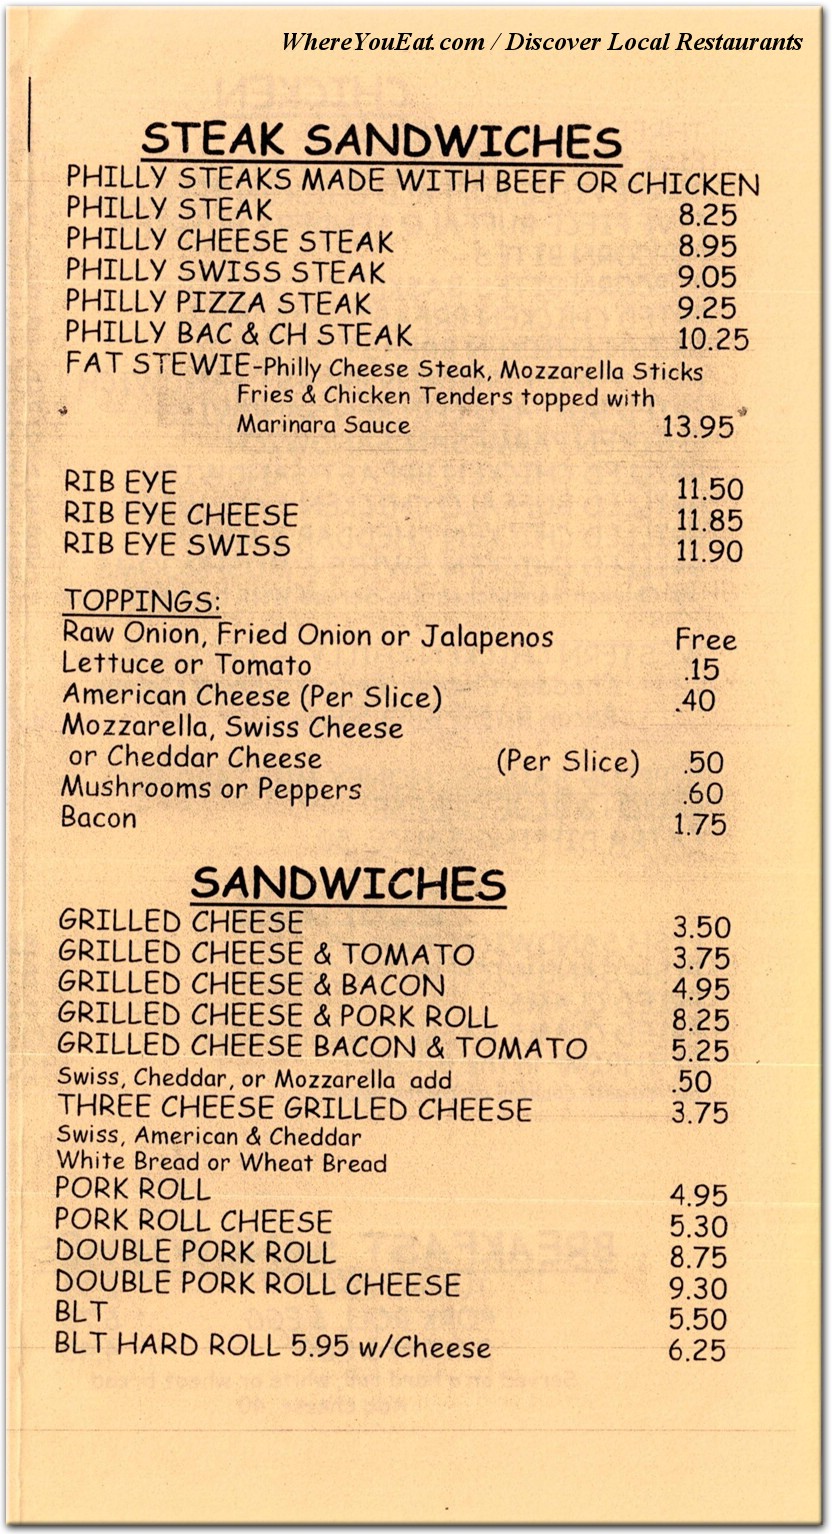 WhereYouEat.com / Discover Local Restaurants
STEAK SANDWICHES
PHILLY STEAKS MADE WITH BEEF OR CHICKEN
PHILLY STEAK 8.25
PHILLY CHEESE STEAK 8.95
PHILLY SWISS STEAK 9.05
PHILLY PIZZA STEAK 9.25
PHILLY BAC & CH STEAK 10.25
FAT STEWIE-Philly Cheese Steak, Mozzarella Sticks
Fries & Chicken Tenders topped with
Marinara Sauce 13.95
RIB EYE 11.50
RIB EYE CHEESE 11.85
RIB EYE SWISS 11.90
TOPPINGS:
Raw Onion, Fried Onion or Jalapenos Free
Lettuce or Tomato .15
American Cheese (Per Slice) .40
Mozzarella, Swiss Cheese
or Cheddar Cheese (Per Slice) .50
Mushrooms or Peppers .60
Bacon 1.75
SANDWICHES
GRILLED CHEESE 3.50
GRILLED CHEESE & TOMATO 3.75
GRILLED CHEESE & BACON 4.95
GRILLED CHEESE & PORK ROLL 8.25
GRILLED CHEESE BACON & TOMATO 5.25
Swiss, Cheddar, or Mozzarella add .50
THREE CHEESE GRILLED CHEESE 3.75
Swiss, American & Cheddar
White Bread or Wheat Bread
PORK ROLL 4.95
PORK ROLL CHEESE 5.30
DOUBLE PORK ROLL 8.75
DOUBLE PORK ROLL CHEESE 9.30
BLT 5.50
BLT HARD ROLL 5.95 w/Cheese 6.25